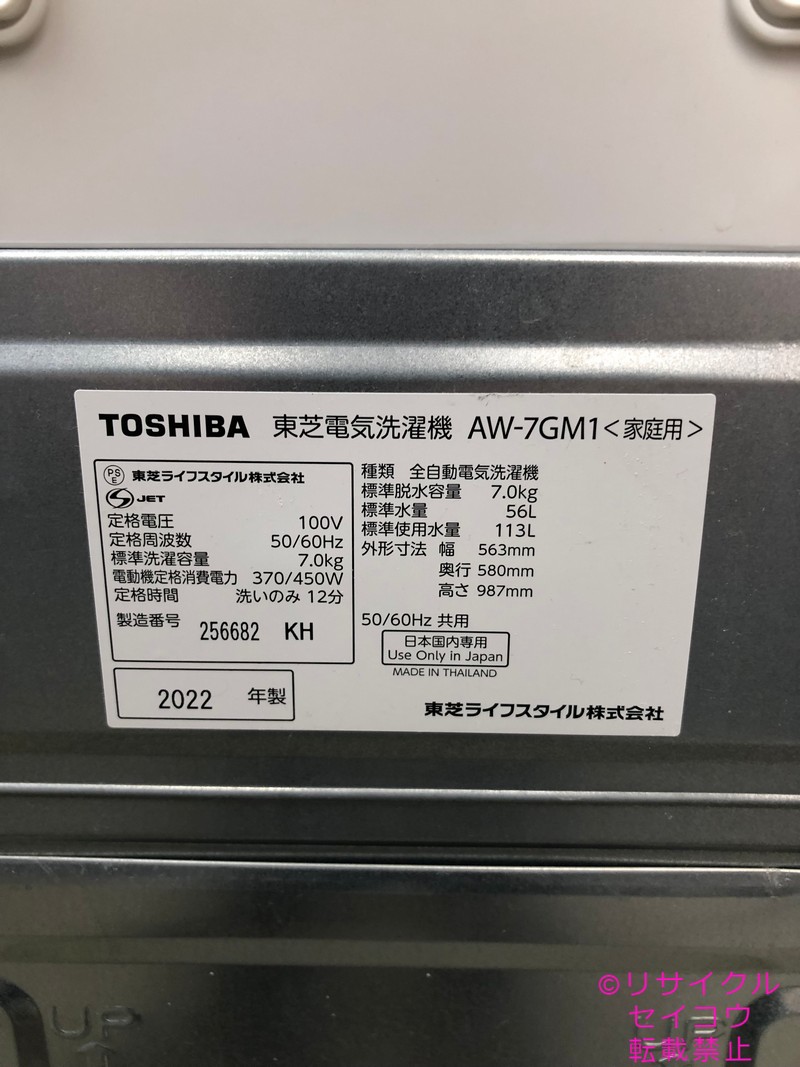 TOSHIBA 東芝電気洗濯機 AW-7GM1<家庭用>
PS E 東芝ライフスタイル株式会社
S JET
定格電圧 100V
定格周波数 50/60Hz
標準洗濯容量 7.0kg
電動機定格消費電力 370/450W
定格時間 洗いのみ 12分
製造番号 256682 KH
2022 年製
種類 全自動電気洗濯機
標準脱水容量 7.0kg
標準水量 56L
標準使用水量 113L
外形寸法 幅 563mm
奥行 580mm
高さ 987mm
50/60Hz 共用
日本国内専用
Use Only in Japan
MADE IN THAILAND
東芝ライフスタイル株式会社
UP
UP
©リサイクル
セイコウ
転載禁止